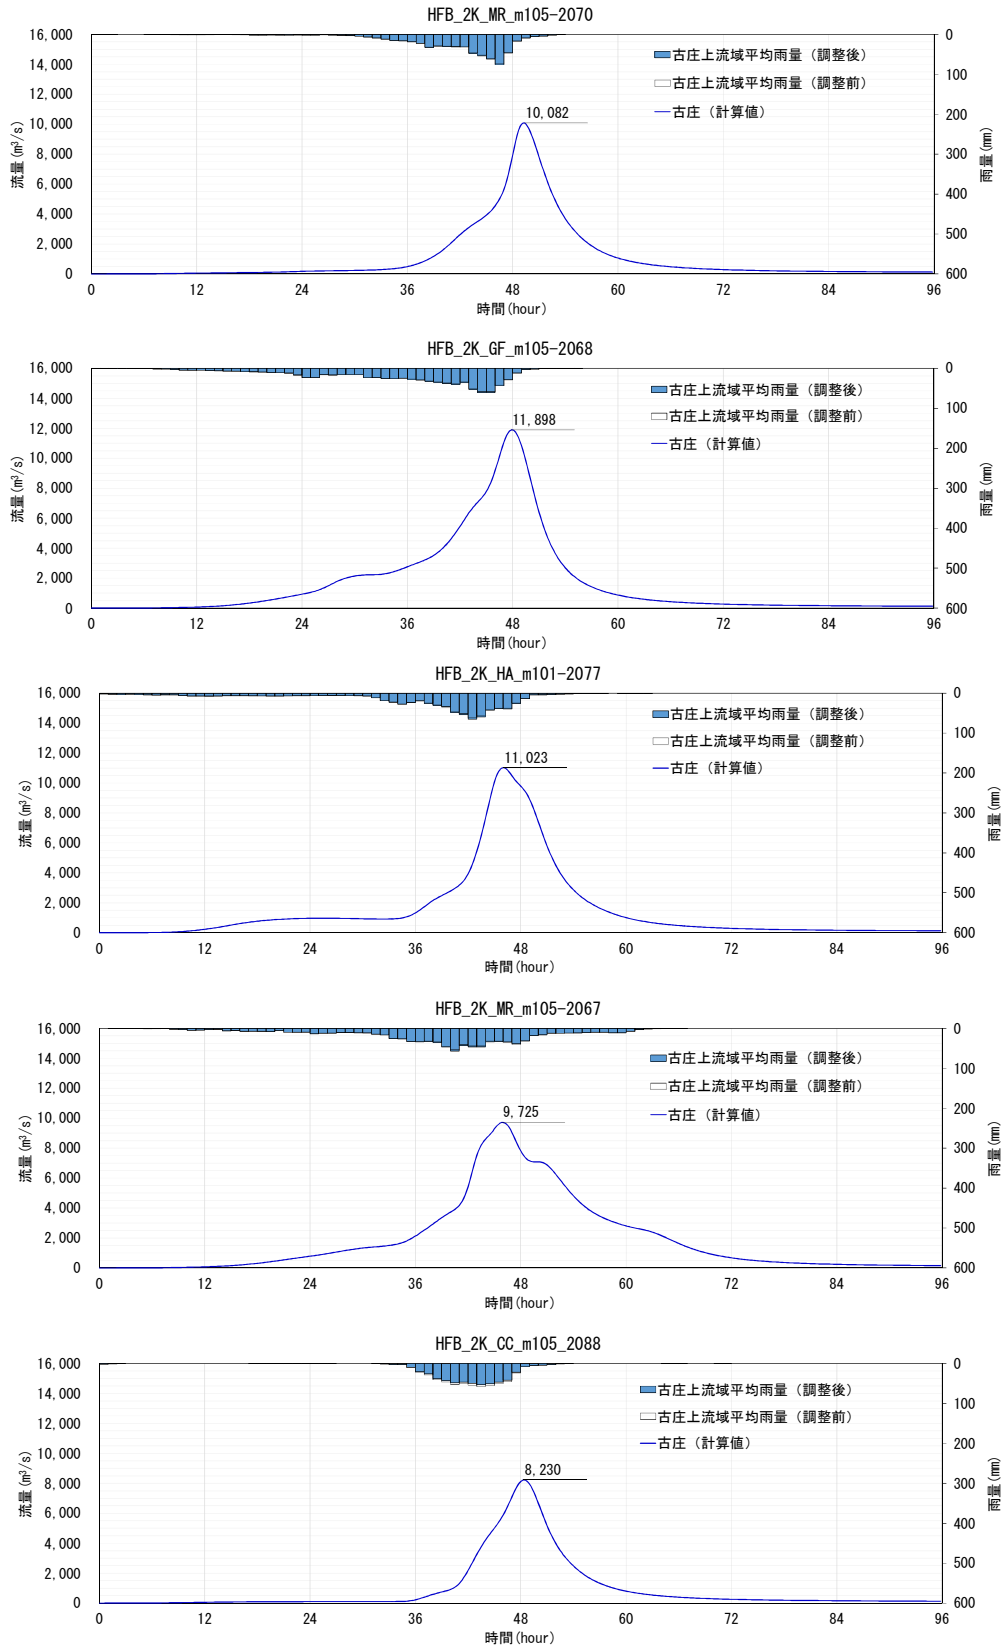 HFB_2K_MR_m105-2070
16,000
14,000
12,000
10,000
8,000
6,000
4,000
2,000
0
流量(m³/s)
0
100
200
300
400
500
600
雨量(mm)
古庄上流域平均雨量（調整後）
古庄上流域平均雨量（調整前）
古庄（計算値）
10,082
0 12 24 36 48 60 72 84 96
時間(hour)
HFB_2K_GF_m105-2068
16,000
14,000
12,000
10,000
8,000
6,000
4,000
2,000
0
流量(m³/s)
0
100
200
300
400
500
600
雨量(mm)
古庄上流域平均雨量（調整後）
古庄上流域平均雨量（調整前）
古庄（計算値）
11,898
0 12 24 36 48 60 72 84 96
時間(hour)
HFB_2K_HA_m101-2077
16,000
14,000
12,000
10,000
8,000
6,000
4,000
2,000
0
流量(m³/s)
0
100
200
300
400
500
600
雨量(mm)
古庄上流域平均雨量（調整後）
古庄上流域平均雨量（調整前）
古庄（計算値）
11,023
0 12 24 36 48 60 72 84 96
時間(hour)
HFB_2K_MR_m105-2067
16,000
14,000
12,000
10,000
8,000
6,000
4,000
2,000
0
流量(m³/s)
0
100
200
300
400
500
600
雨量(mm)
古庄上流域平均雨量（調整後）
古庄上流域平均雨量（調整前）
古庄（計算値）
9,725
0 12 24 36 48 60 72 84 96
時間(hour)
HFB_2K_CC_m105_2088
16,000
14,000
12,000
10,000
8,000
6,000
4,000
2,000
0
流量(m³/s)
0
100
200
300
400
500
600
雨量(mm)
古庄上流域平均雨量（調整後）
古庄上流域平均雨量（調整前）
古庄（計算値）
8,230
0 12 24 36 48 60 72 84 96
時間(hour)